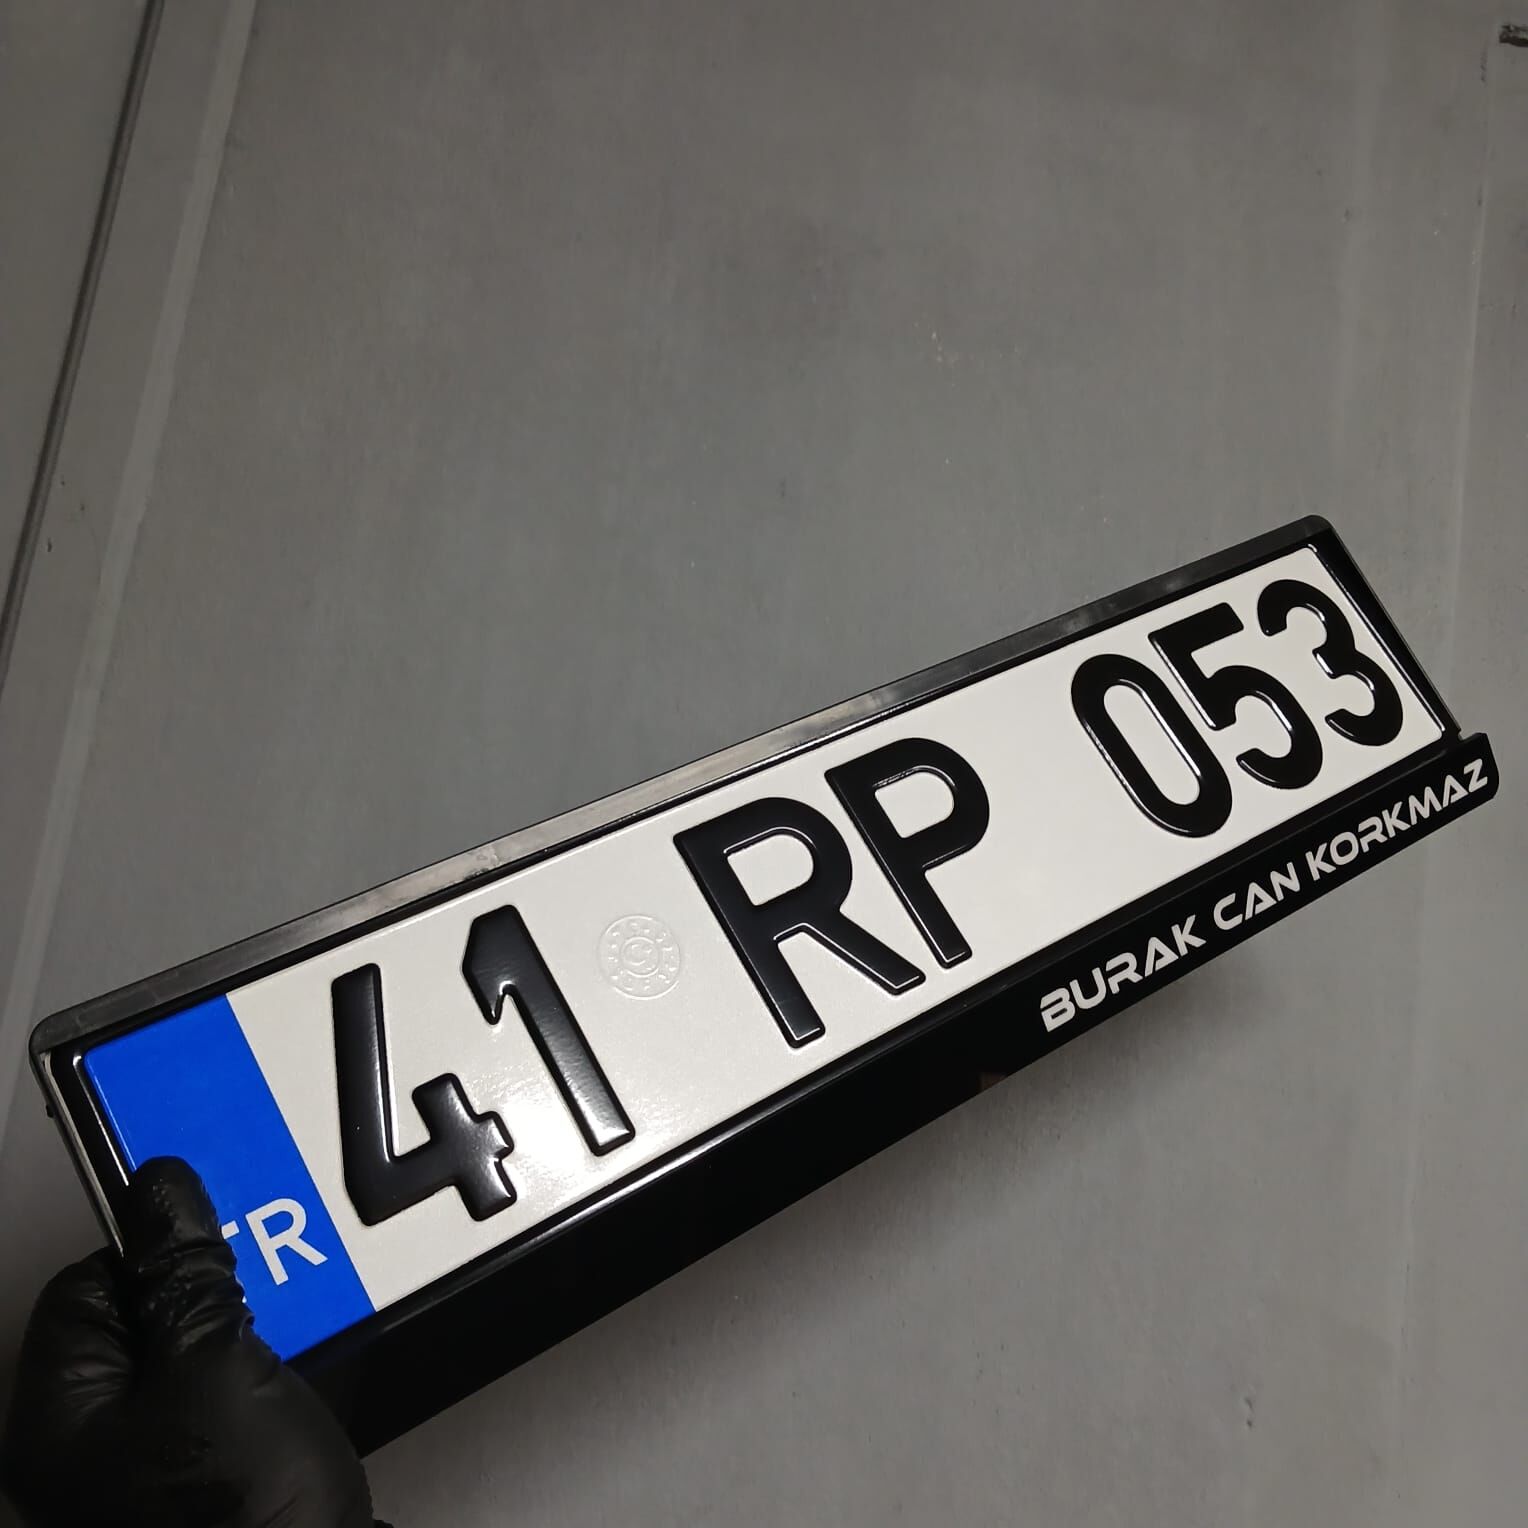 TR 41 RP 053
BURAK CAN KORKMAZ